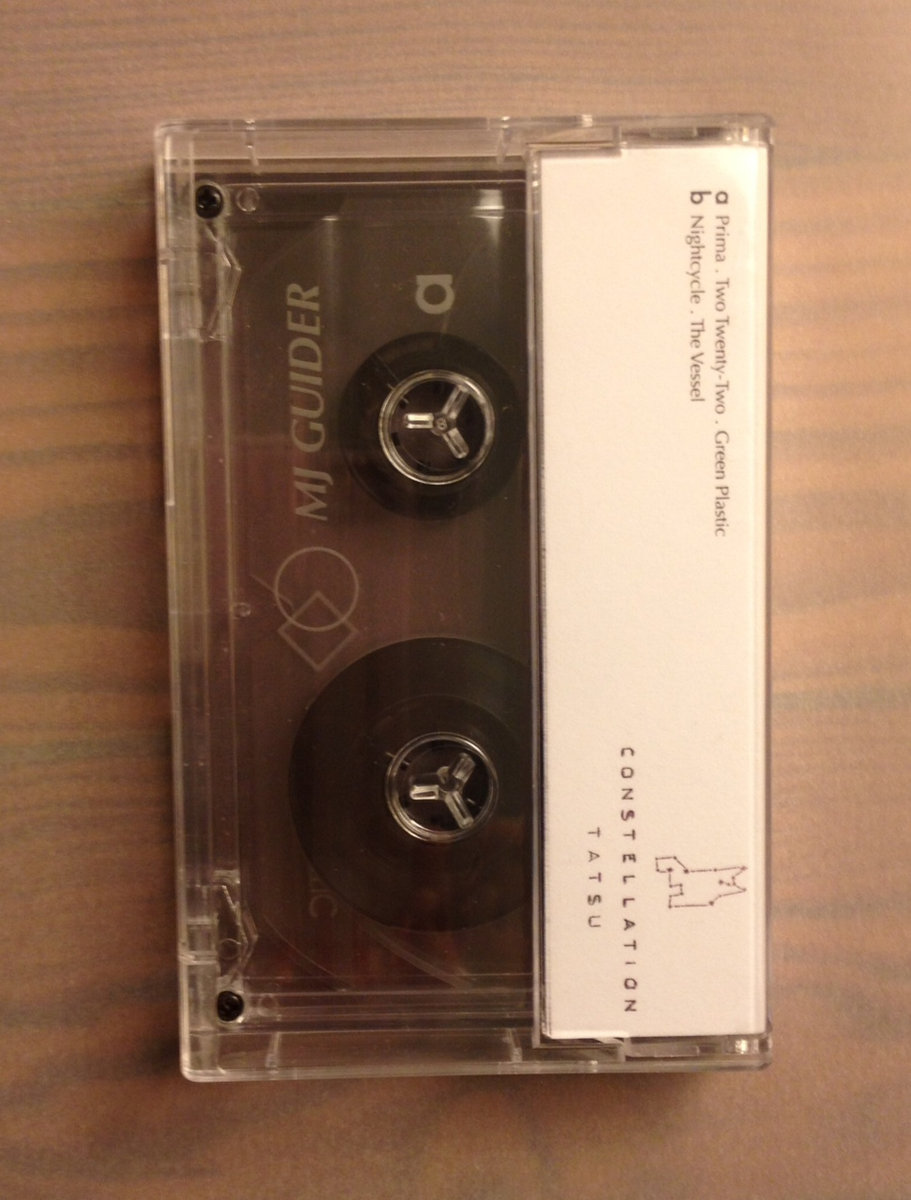 a Prima . Two Twenty-Two . Green Plastic
b Nightcycle . The Vessel
CONSTELLATION
TATSU
a
MJ GUIDER